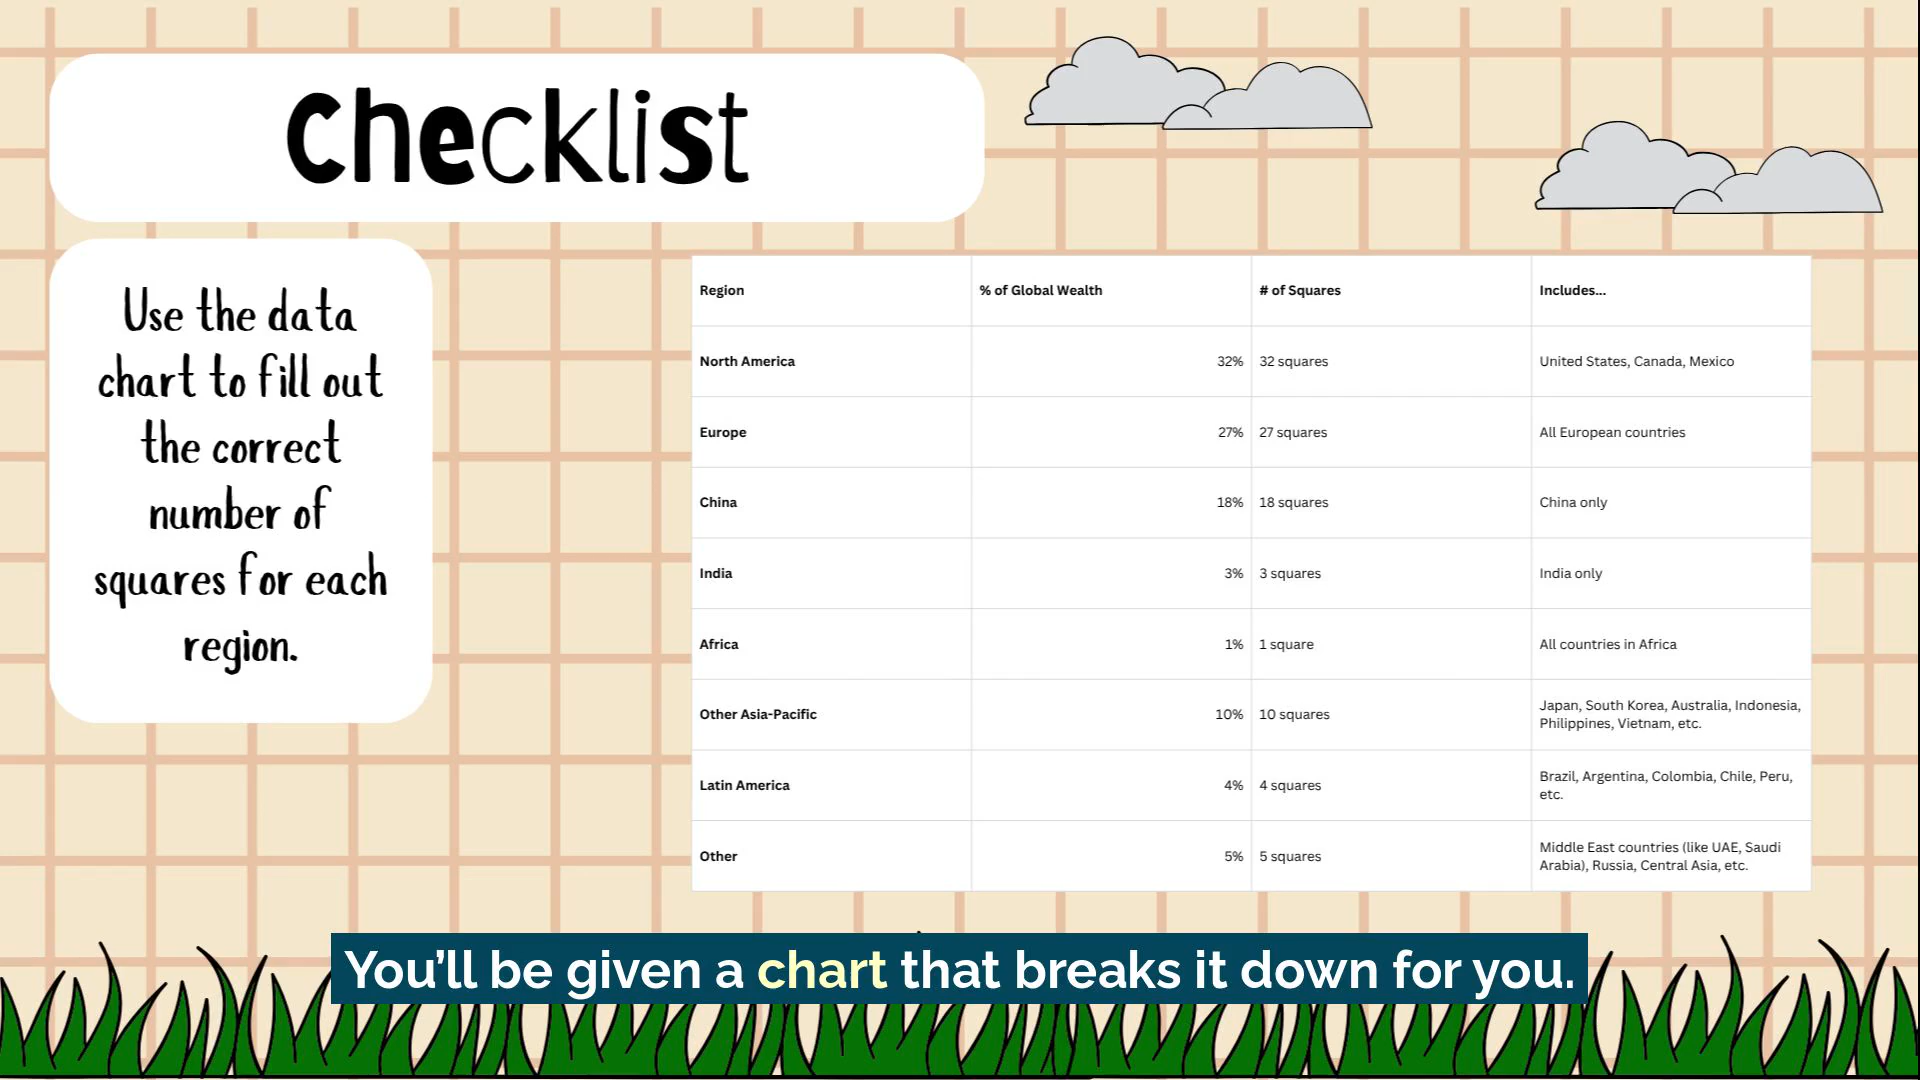 Checklist
Use the data
chart to fill out
the correct
number of
squares for each
region.
Region % of Global Wealth # of Squares Includes...
North America 32% 32 squares United States, Canada, Mexico
Europe 27% 27 squares All European countries
China 18% 18 squares China only
India 3% 3 squares India only
Africa 1% 1 square All countries in Africa
Other Asia-Pacific 10% 10 squares Japan, South Korea, Australia, Indonesia,
Philippines, Vietnam, etc.
Latin America 4% 4 squares Brazil, Argentina, Colombia, Chile, Peru,
etc.
Other 5% 5 squares Middle East countries (like UAE, Saudi
Arabia), Russia, Central Asia, etc.
You’ll be given a chart that breaks it down for you.